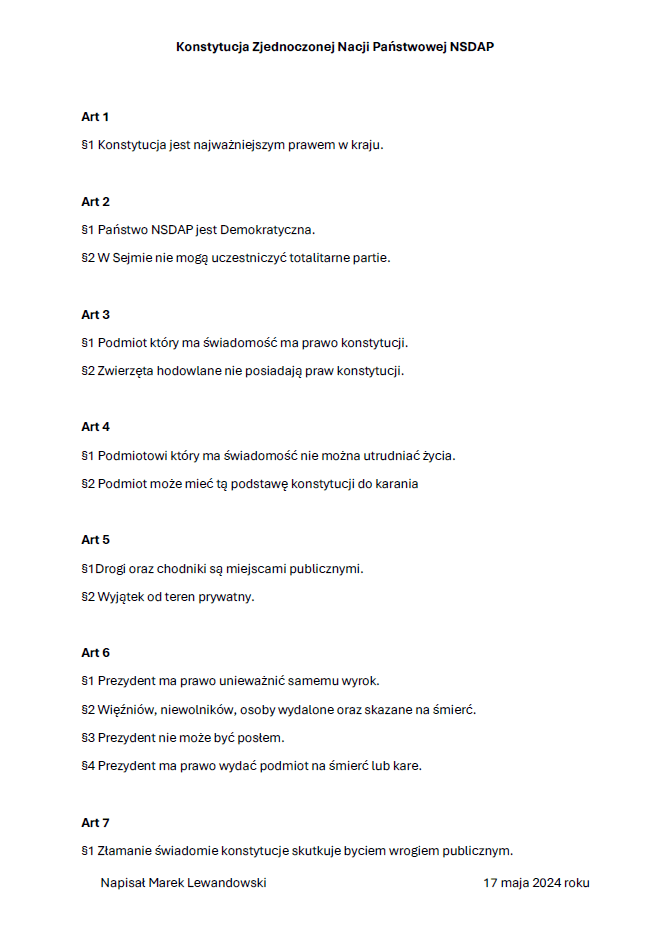 Konstytucja Zjednoczonej Nacji Państwowej NSDAP
Art 1
§1 Konstytucja jest najważniejszym prawem w kraju.
Art 2
§1 Państwo NSDAP jest Demokratyczna.
§2 W Sejmie nie mogą uczestniczyć totalitarne partie.
Art 3
§1 Podmiot który ma świadomość ma prawo konstytucji.
§2 Zwierzęta hodowlane nie posiadają praw konstytucji.
Art 4
§1 Podmiotowi który ma świadomość nie można utrudniać życia.
§2 Podmiot może mieć tą podstawę konstytucji do karania
Art 5
§1Drogi oraz chodniki są miejscami publicznymi.
§2 Wyjątek od teren prywatny.
Art 6
§1 Prezydent ma prawo unieważnić samemu wyrok.
§2 Więźniów, niewolników, osoby wydalone oraz skazane na śmierć.
§3 Prezydent nie może być posłem.
§4 Prezydent ma prawo wydać podmiot na śmierć lub kare.
Art 7
§1 Złamanie świadomie konstytucje skutkuje byciem wrogiem publicznym.
Napisał Marek Lewandowski 17 maja 2024 roku